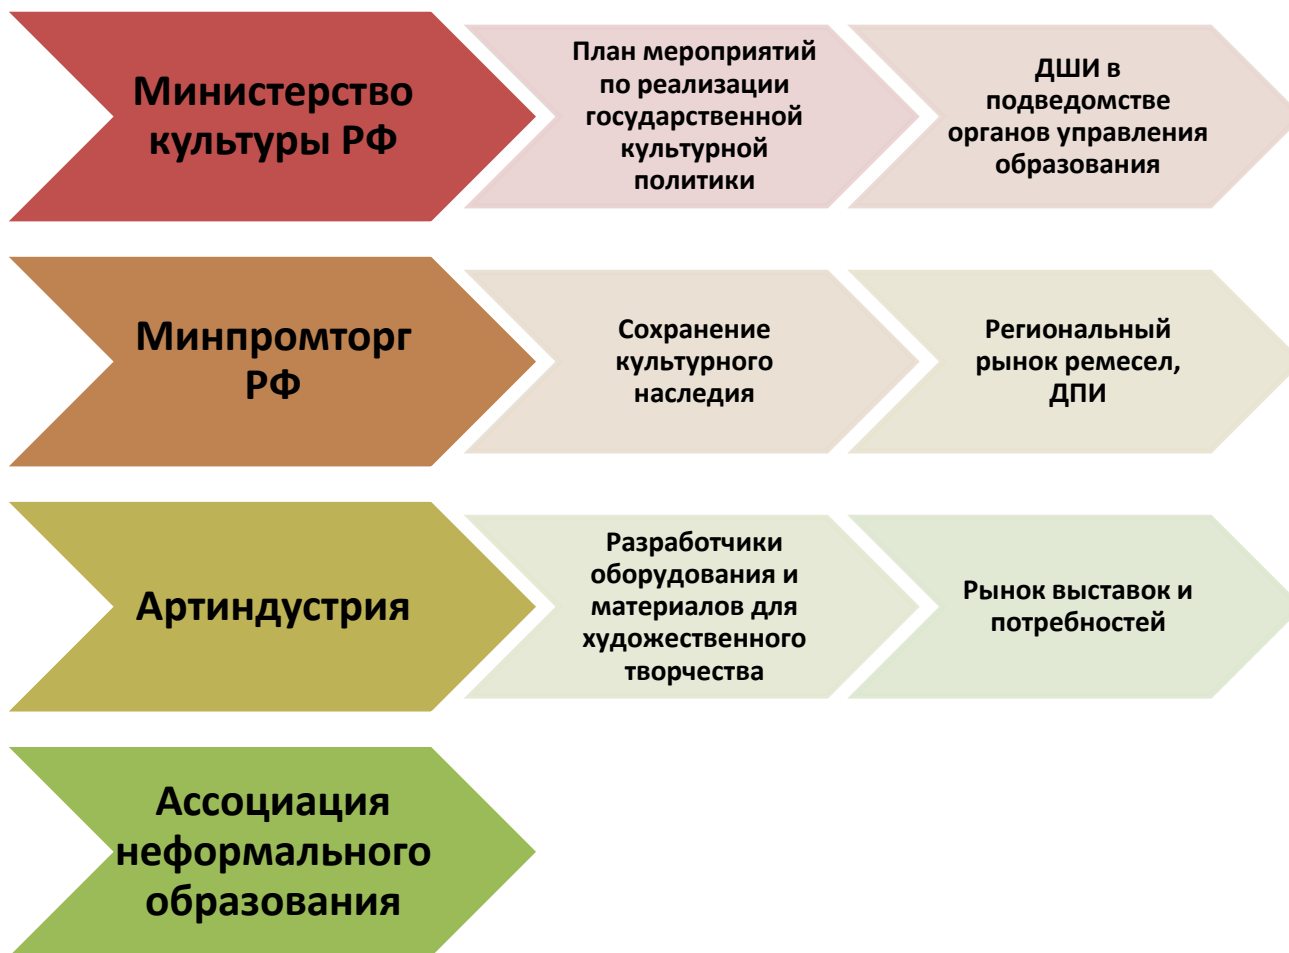 Министерство
культуры РФ
План мероприятий
по реализации
государственной
культурной
политики
ДШИ в
подведомстве
органов управления
образования
Минпромторг
РФ
Сохранение
культурного
наследия
Региональный
рынок ремесел,
ДПИ
Артиндустрия
Разработчики
оборудования и
материалов для
художественного
творчества
Рынок выставок и
потребностей
Ассоциация
неформального
образования